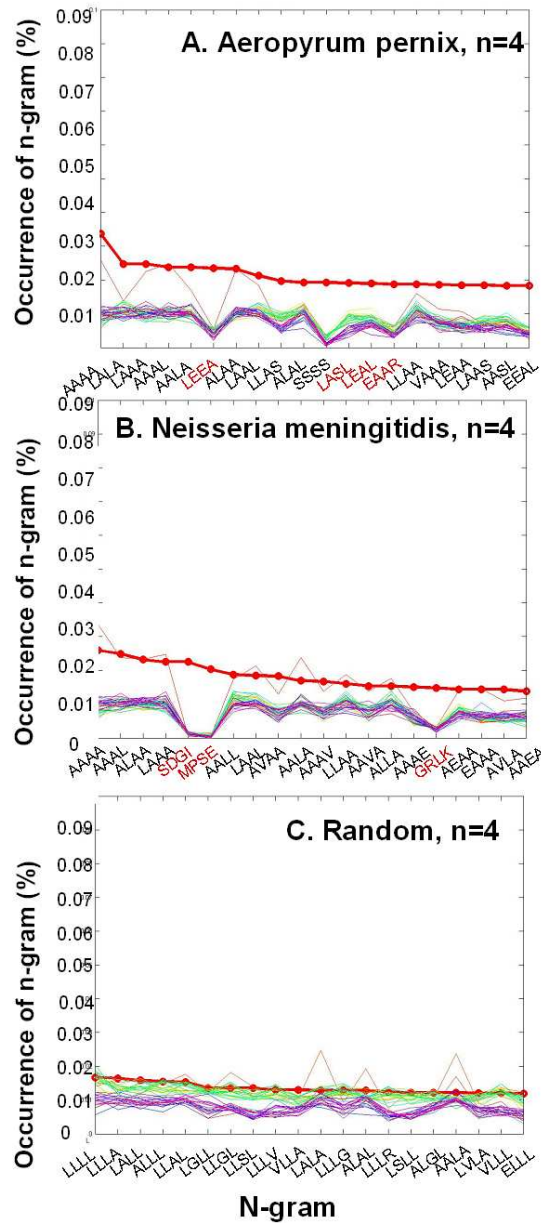 A. Aeropyrum pernix, n=4
Occurrence of n-gram (%)
0.09
0.08
0.07
0.06
0.05
0.04
0.03
0.02
0.01
AAAA LALA LAAA AAAL AALA LEEA ALAA LAAL LLAS ALAL SSSS LASL LEAL EAAR LLAA VAAA LEAA LAAS AASL EEAL
B. Neisseria meningitidis, n=4
Occurrence of n-gram (%)
0.09
0.08
0.07
0.06
0.05
0.04
0.03
0.02
0.01
0
AAAA AAAL ALAA LAAA SDGI MPSE AALL LAAL AVAA AALA AAAV LLAA AAVA ALLA AAAE GRLK AEAA EAAA AVLA AAEA
C. Random, n=4
Occurrence of n-gram (%)
0.09
0.08
0.07
0.06
0.05
0.04
0.03
0.02
0.01
0
LLLL LLLA LALL ALLL LLAL LGLL LLGL LLSL LLLV VLLA LALA LLLG ALAL LLLR LSLL ALGL AALA LVLA VLLL ELLL
N-gram